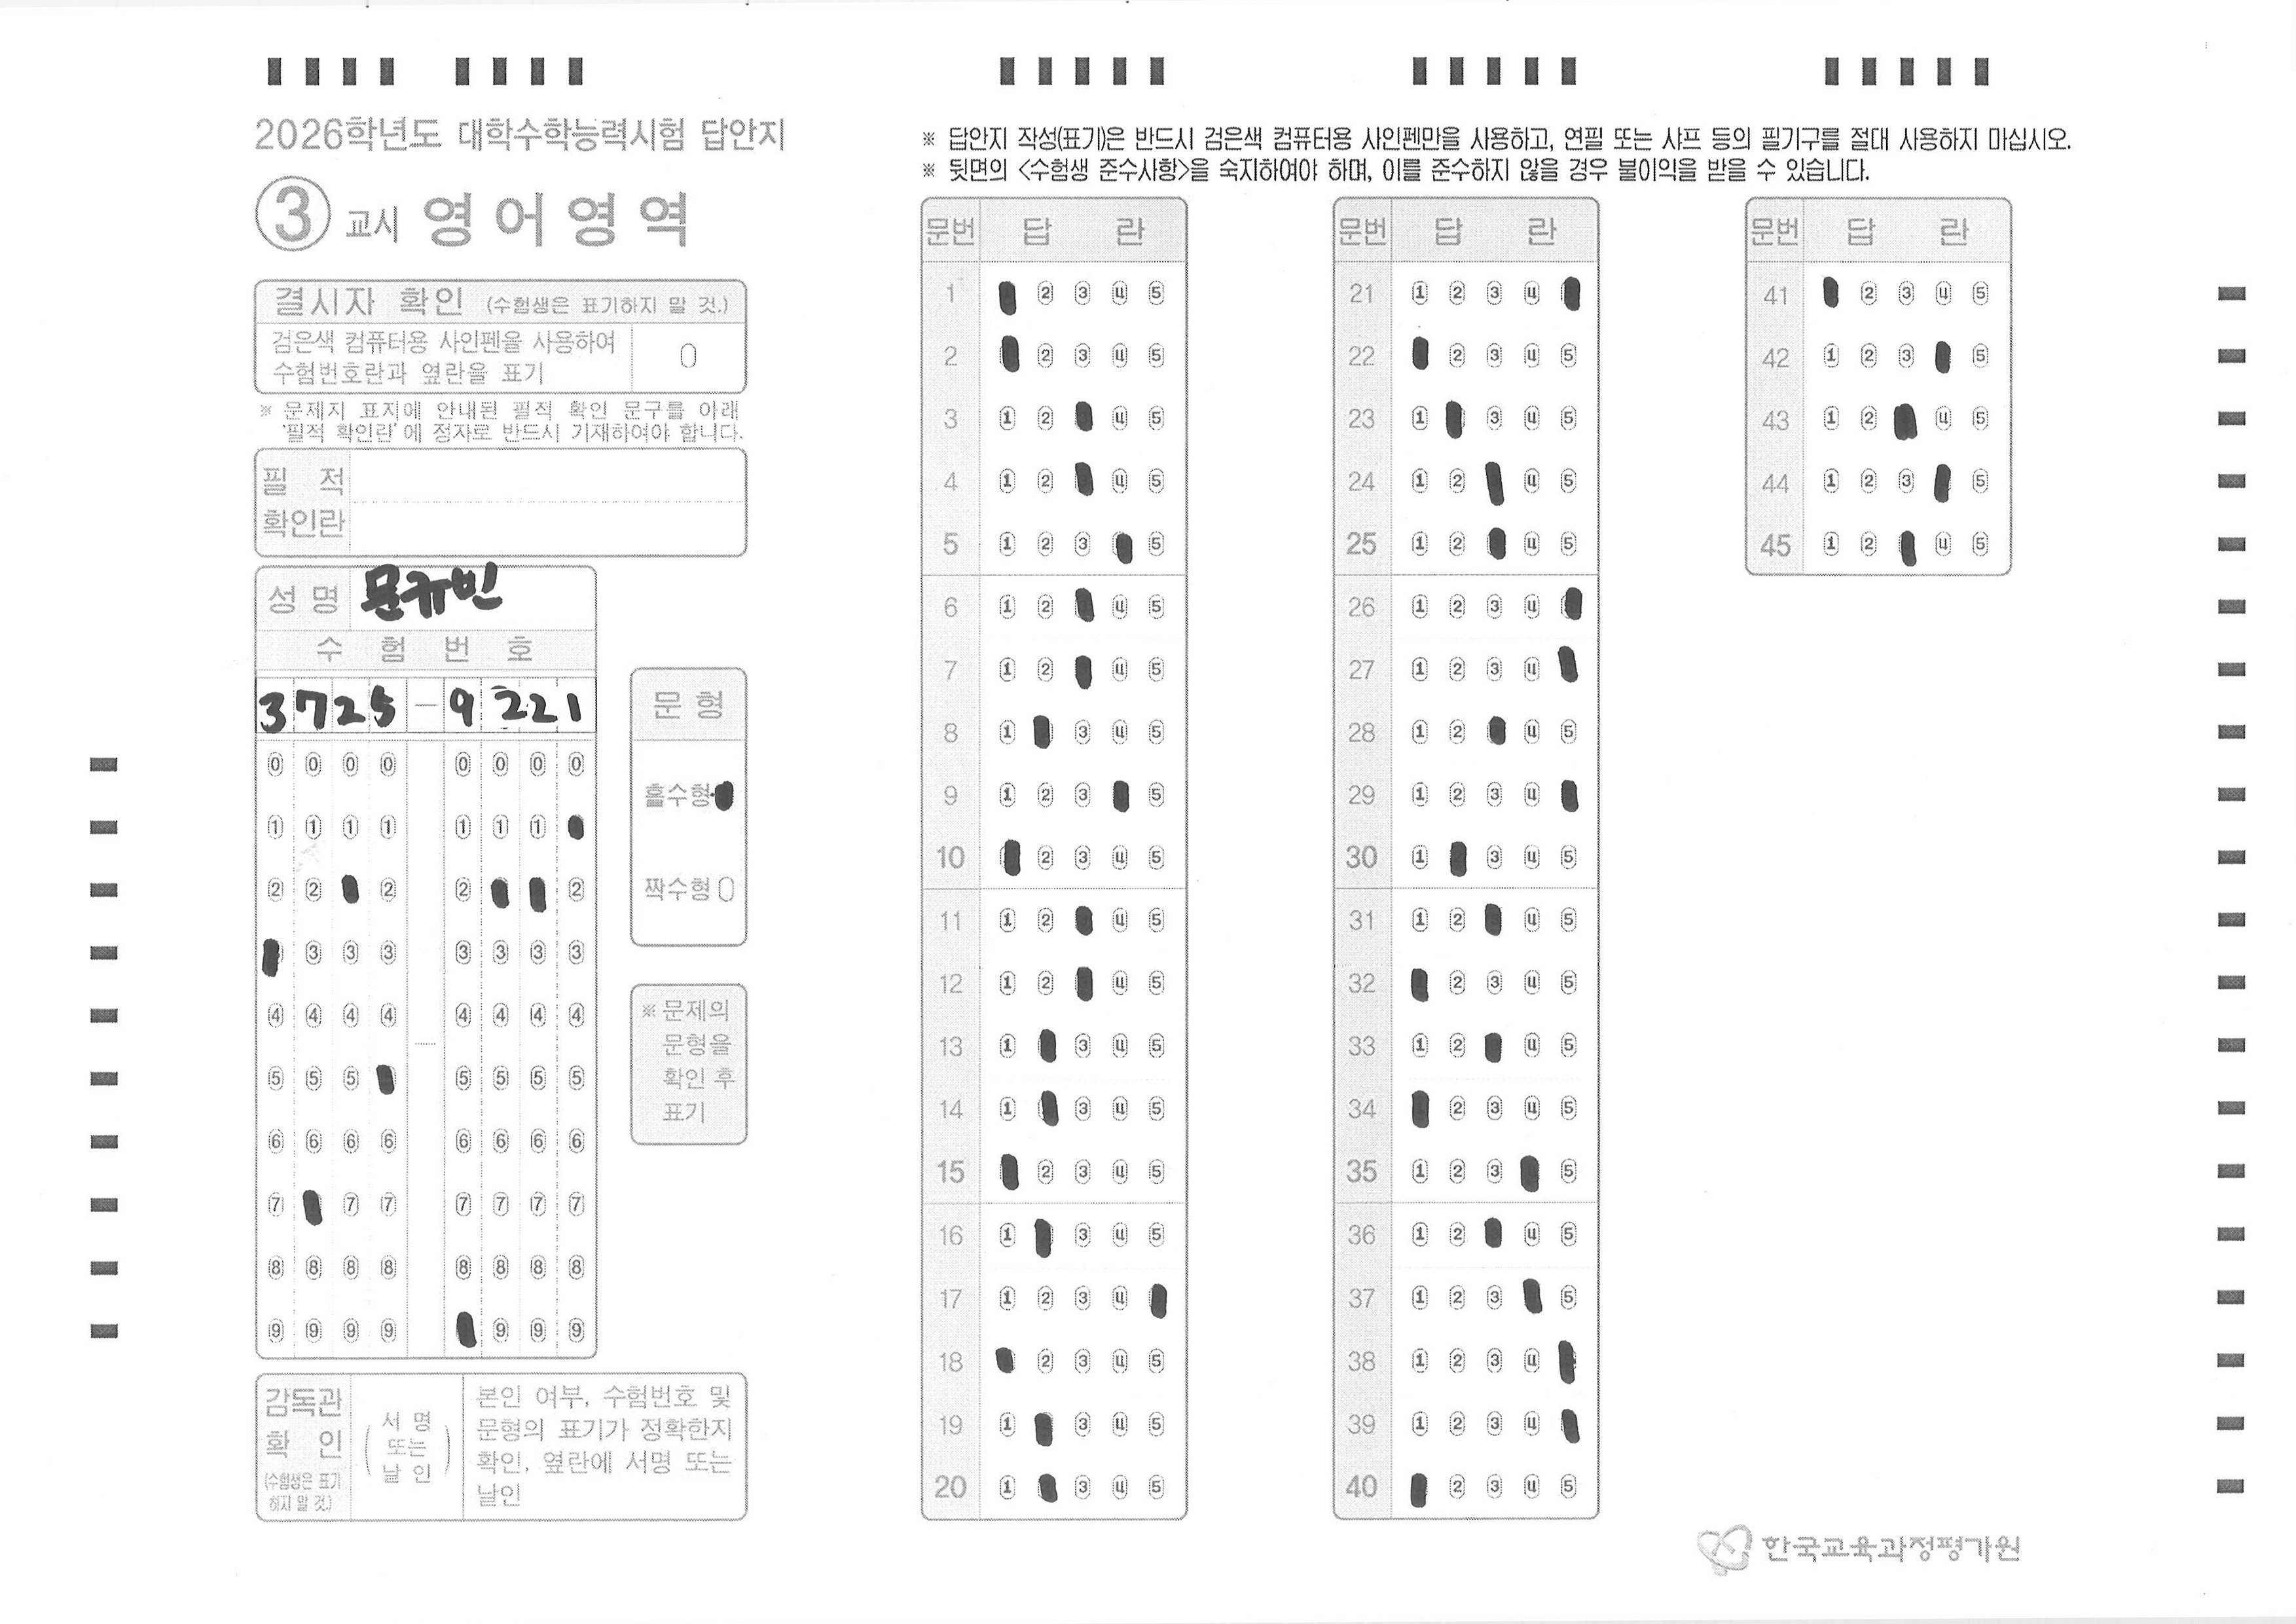 2026학년도 대학수학능력시험 답안지
3 교시 영어영역
결시자 확인 (수험생은 표기하지 말 것.)
검은색 컴퓨터용 사인펜을 사용하여
수험번호란과 옆란을 표기
0
※ 문제지 표지에 안내된 필적 확인 문구를 아래
'필적 확인란'에 정자로 반드시 기재하여야 합니다.
필 적
확인란
성 명 문규빈
수 험 번 호
3 7 2 5 – 9 2 2 1
0 0 0 0 0 0 0 0
1 1 1 1 1 1 1
2 2 2 2 2
3 3 3 3 3 3 3
4 4 4 4 4 4 4 4
—
5 5 5 5 5 5 5
6 6 6 6 6 6 6 6
7 7 7 7 7 7 7
8 8 8 8 8 8 8 8
9 9 9 9 9 9 9
문 형
홀수형
짝수형
※ 문제의
문형을
확인 후
표기
감독관
확 인
(수험생은 표기
하지 말 것.)
(서 명
또는
날 인)
본인 여부, 수험번호 및
문형의 표기가 정확한지
확인, 옆란에 서명 또는
날인
※ 답안지 작성(표기)은 반드시 검은색 컴퓨터용 사인펜만을 사용하고, 연필 또는 샤프 등의 필기구를 절대 사용하지 마십시오.
※ 뒷면의 <수험생 준수사항>을 숙지하여야 하며, 이를 준수하지 않을 경우 불이익을 받을 수 있습니다.
문번 답 란
1 2 3 4 5
2 2 3 4 5
3 1 2 4 5
4 1 2 4 5
5 1 2 3 5
6 1 2 4 5
7 1 2 4 5
8 1 3 4 5
9 1 2 3 5
10 2 3 4 5
11 1 2 4 5
12 1 2 4 5
13 1 3 4 5
14 1 3 4 5
15 2 3 4 5
16 1 3 4 5
17 1 2 3 4
18 2 3 4 5
19 1 3 4 5
20 1 3 4 5
문번 답 란
21 1 2 3 4
22 2 3 4 5
23 1 3 4 5
24 1 2 4 5
25 1 2 4 5
26 1 2 3 4
27 1 2 3 4
28 1 2 4 5
29 1 2 3 4
30 1 3 4 5
31 1 2 4 5
32 2 3 4 5
33 1 2 4 5
34 2 3 4 5
35 1 2 3 5
36 1 2 4 5
37 1 2 3 5
38 1 2 3 4
39 1 2 3 4
40 2 3 4 5
문번 답 란
41 2 3 4 5
42 1 2 3 5
43 1 2 4 5
44 1 2 3 5
45 1 2 4 5
한국교육과정평가원